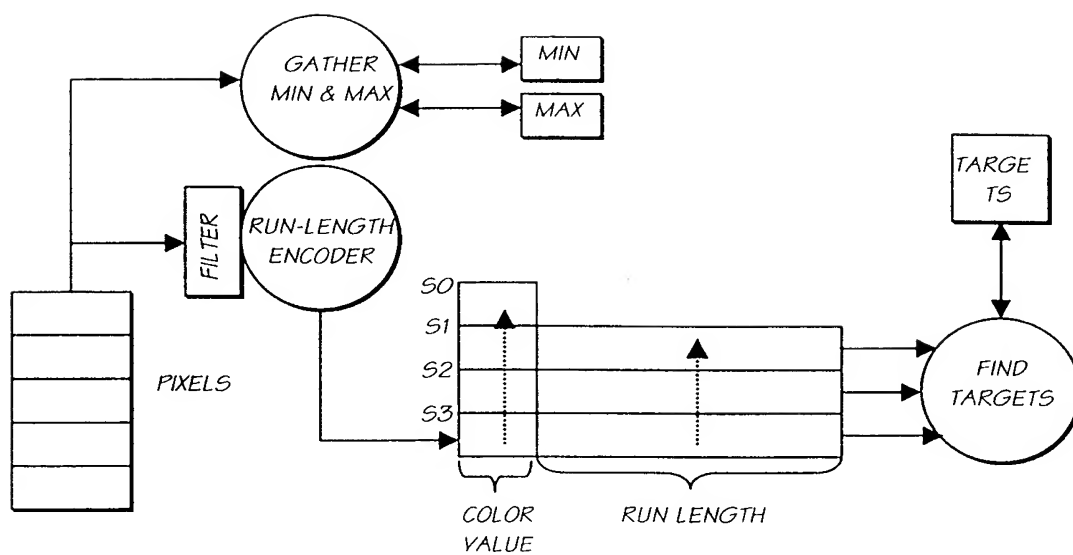 GATHER
MIN & MAX
MIN
MAX
TARGE
TS
FILTER
RUN-LENGTH
ENCODER
S0
S1
S2
S3
PIXELS
FIND
TARGETS
COLOR
VALUE
RUN LENGTH